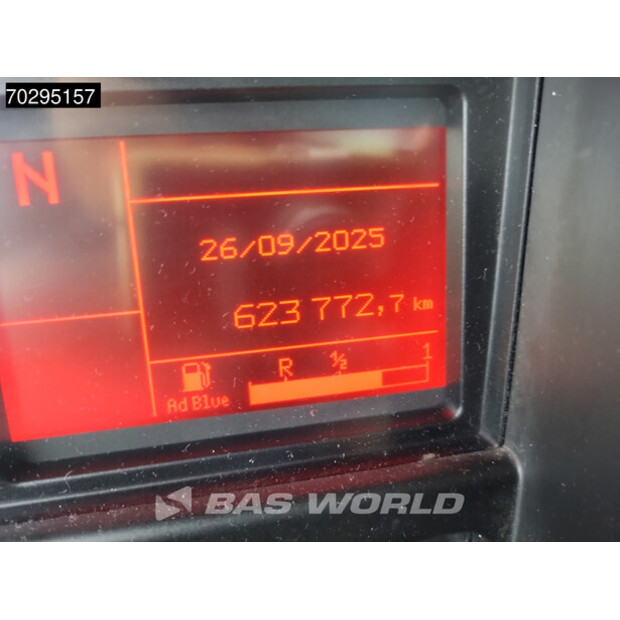 70295157
N
26/09/2025
623 772,7 km
R 1/2 1
Ad Blue
BAS WORLD